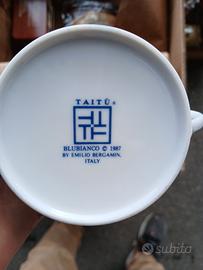 TAITÙ®
BLUBIANCO © 1987
BY EMILIO BERGAMIN,
ITALY
subito